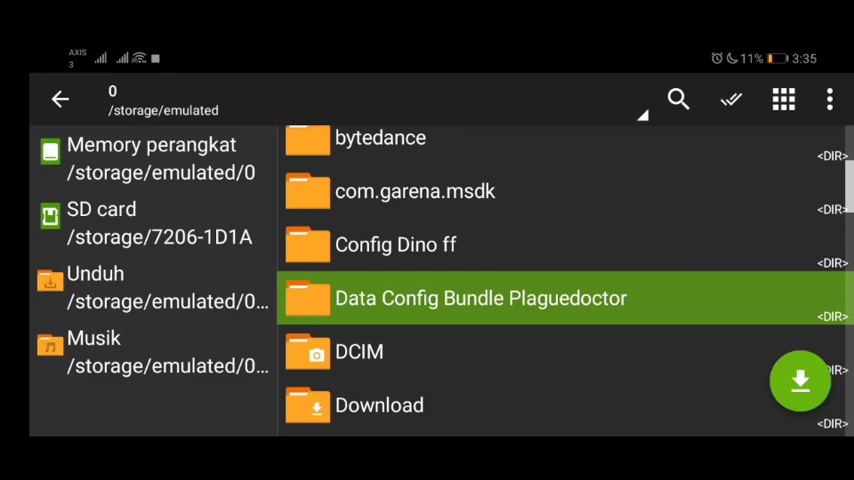 AXIS
3
11% 3:35
0
/storage/emulated
Memory perangkat
/storage/emulated/0
SD card
/storage/7206-1D1A
Unduh
/storage/emulated/0...
Musik
/storage/emulated/0...
bytedance
<DIR>
com.garena.msdk
<DIR>
Config Dino ff
<DIR>
Data Config Bundle Plaguedoctor
<DIR>
DCIM
DIR>
Download
<DIR>